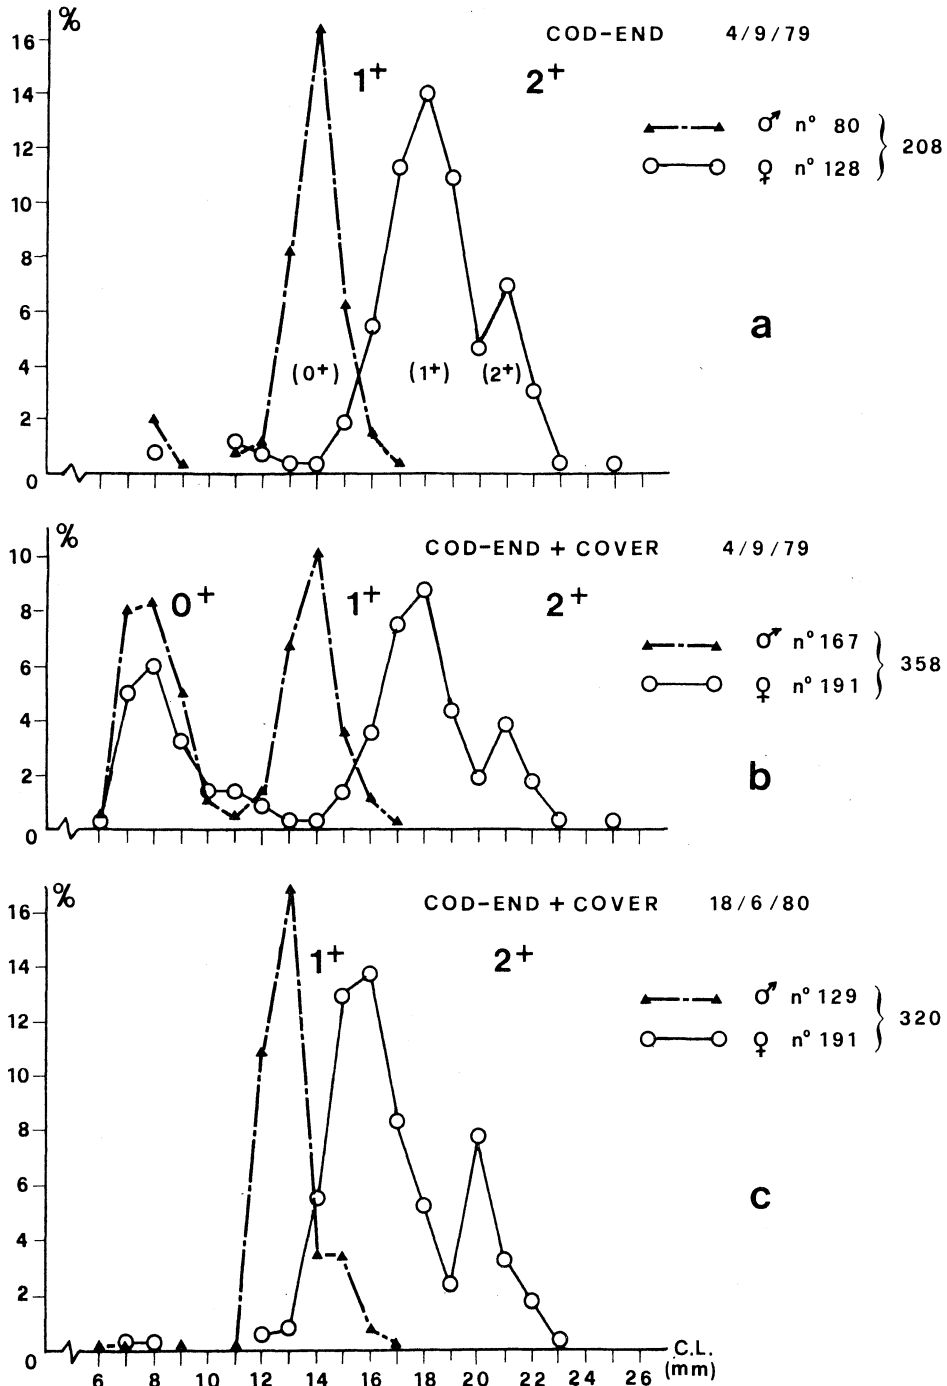 %
COD-END 4/9/79
16
1+ 2+
14
♂ n° 80
208
♀ n° 128
12
10
8
6
a
4
(0+) (1+) (2+)
2
0
%
COD-END + COVER 4/9/79
10
0+ 1+ 2+
8
♂ n° 167
358
♀ n° 191
6
4
b
2
0
%
COD-END + COVER 18/6/80
16
1+ 2+
14
♂ n° 129
320
♀ n° 191
12
10
8
6
c
4
2
0
C.L.
(mm)
6 8 10 12 14 16 18 20 22 24 26